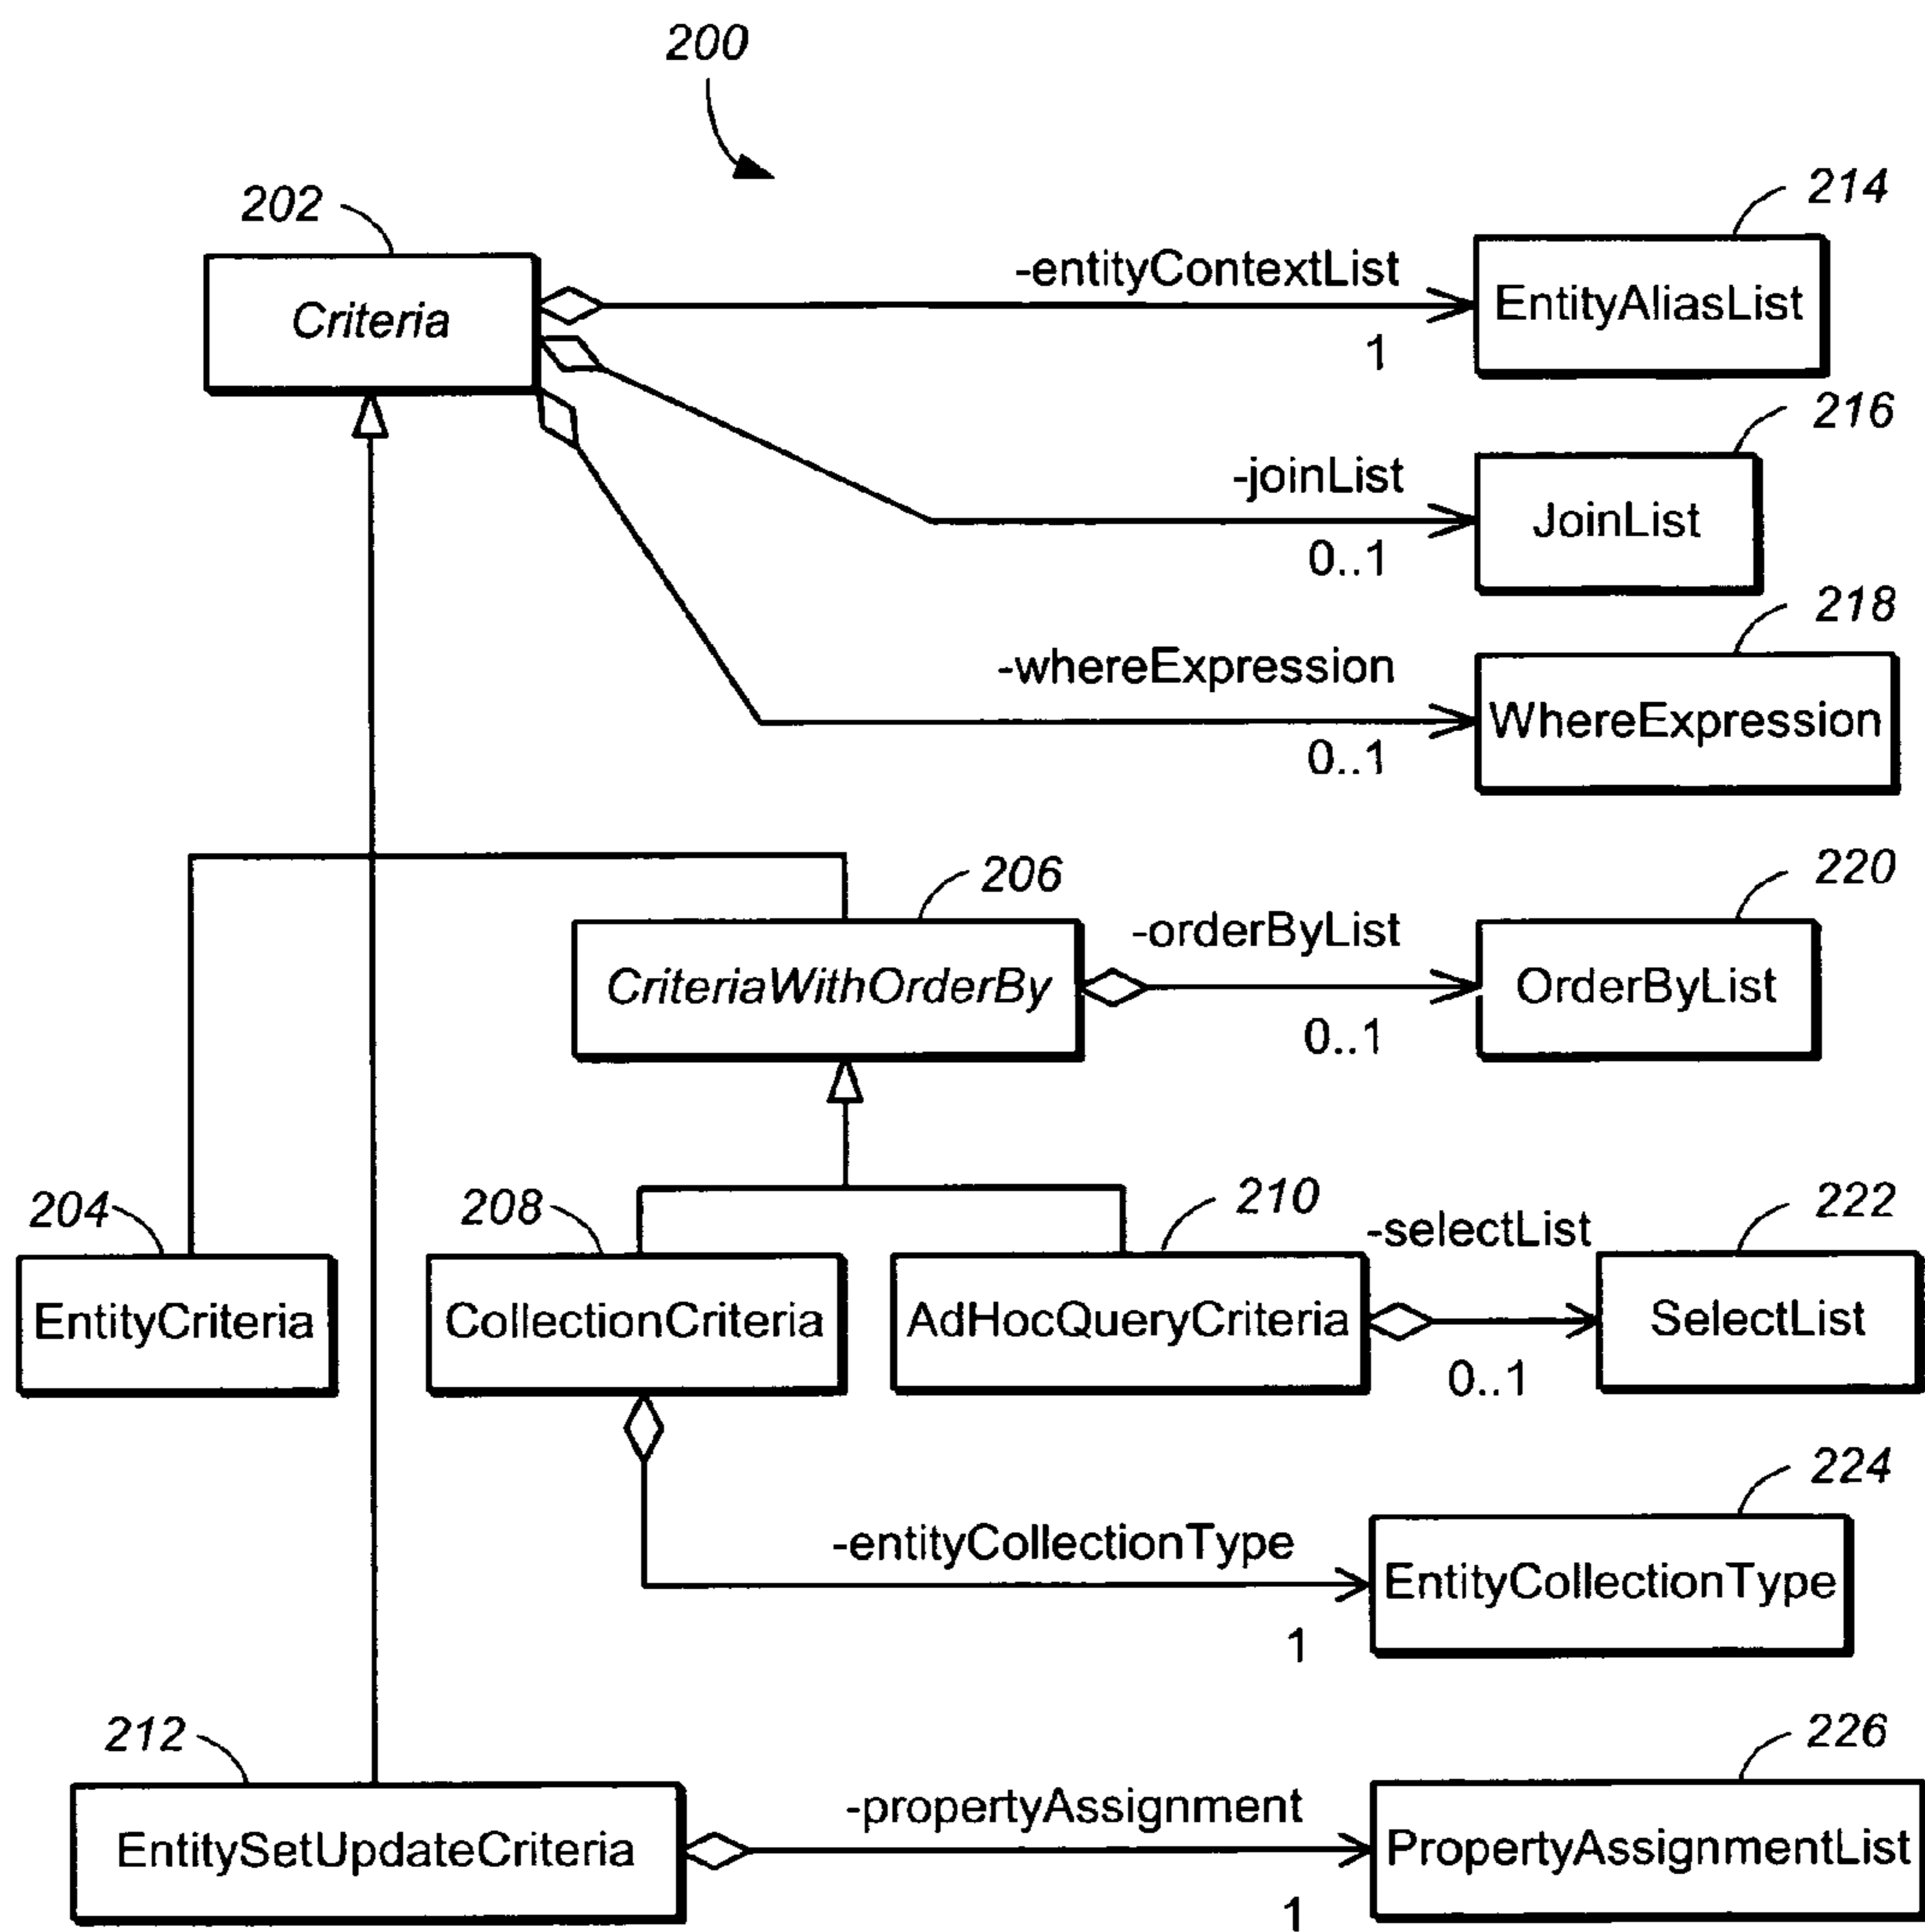 200
202
214
Criteria
-entityContextList
1
EntityAliasList
216
-joinList
0..1
JoinList
218
-whereExpression
0..1
WhereExpression
206
220
CriteriaWithOrderBy
-orderByList
0..1
OrderByList
204
208
210
222
EntityCriteria
CollectionCriteria
AdHocQueryCriteria
-selectList
0..1
SelectList
224
-entityCollectionType
1
EntityCollectionType
212
226
EntitySetUpdateCriteria
-propertyAssignment
1
PropertyAssignmentList